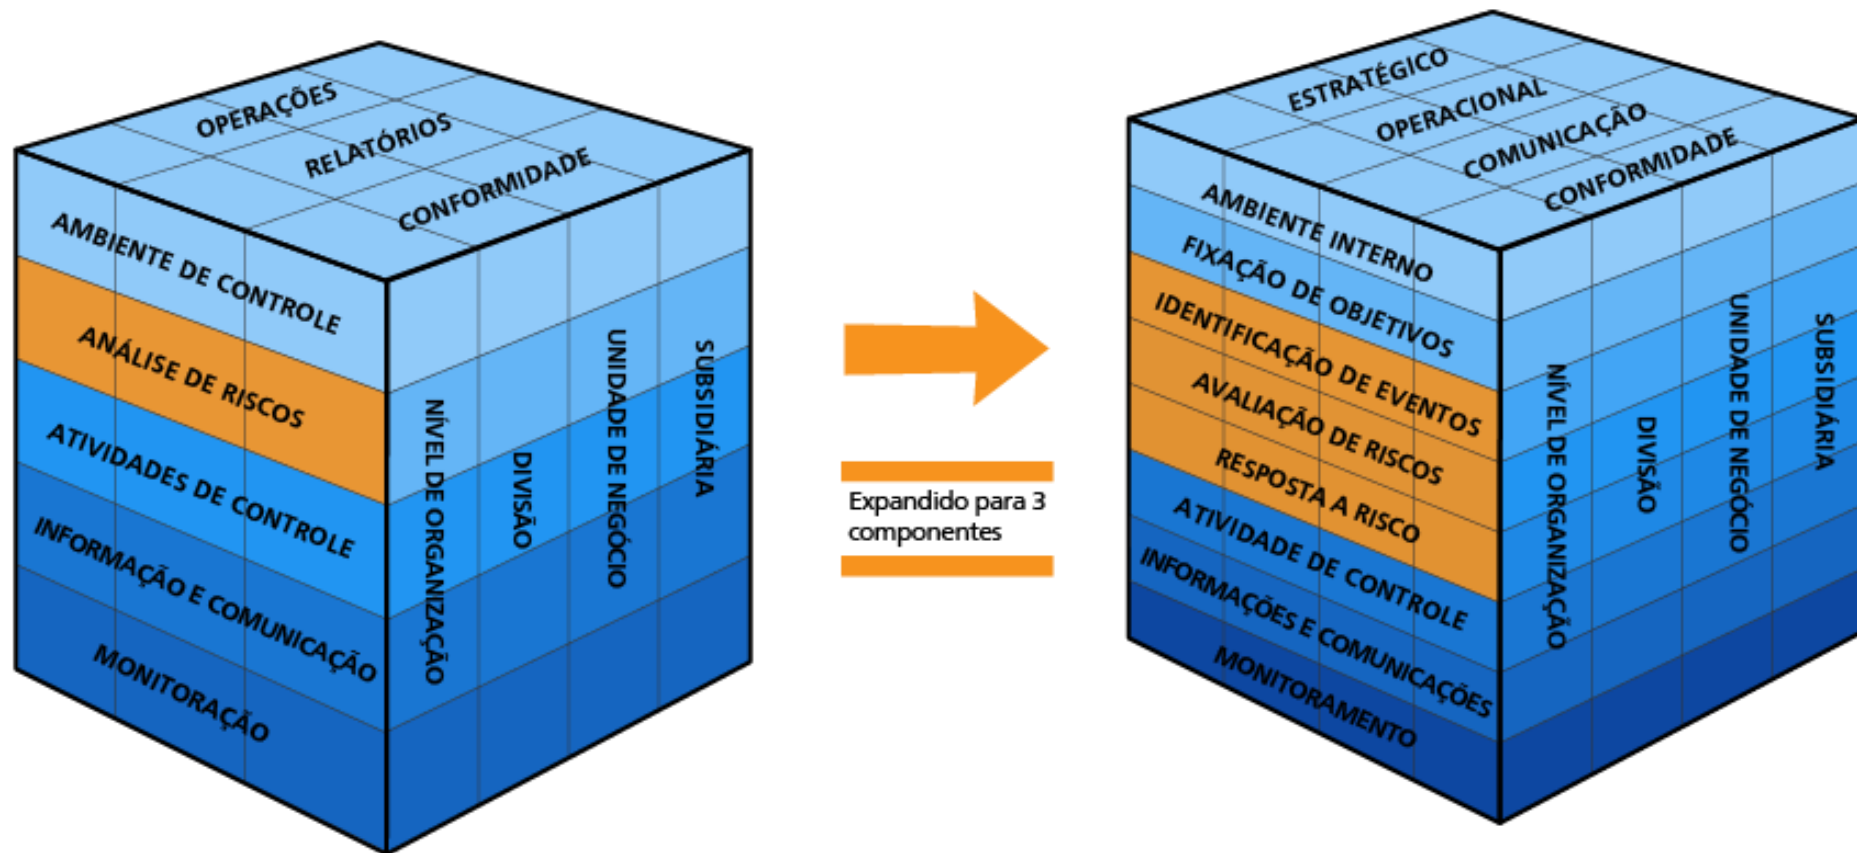 OPERAÇÕES
RELATÓRIOS
CONFORMIDADE
AMBIENTE DE CONTROLE
ANÁLISE DE RISCOS
ATIVIDADES DE CONTROLE
INFORMAÇÃO E COMUNICAÇÃO
MONITORAÇÃO
NÍVEL DE ORGANIZAÇÃO
DIVISÃO
UNIDADE DE NEGÓCIO
SUBSIDIÁRIA
Expandido para 3
componentes
ESTRATÉGICO
OPERACIONAL
COMUNICAÇÃO
CONFORMIDADE
AMBIENTE INTERNO
FIXAÇÃO DE OBJETIVOS
IDENTIFICAÇÃO DE EVENTOS
AVALIAÇÃO DE RISCOS
RESPOSTA A RISCO
ATIVIDADE DE CONTROLE
INFORMAÇÕES E COMUNICAÇÕES
MONITORAMENTO
NÍVEL DE ORGANIZAÇÃO
DIVISÃO
UNIDADE DE NEGÓCIO
SUBSIDIÁRIA